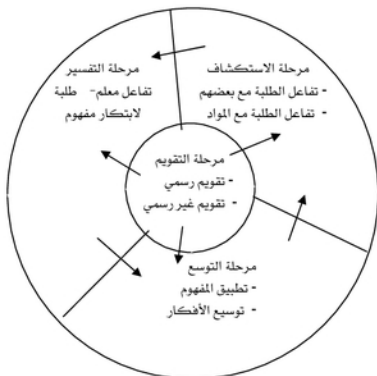 مرحلة الاستكشاف
- تفاعل الطلبة مع بعضهم
- تفاعل الطلبة مع المواد
مرحلة التفسير
تفاعل معلم- طلبة
لابتكار مفهوم
مرحلة التقويم
- تقويم رسمي
- تقويم غير رسمي
مرحلة التوسع
- تطبيق المفهوم
- توسيع الأفكار